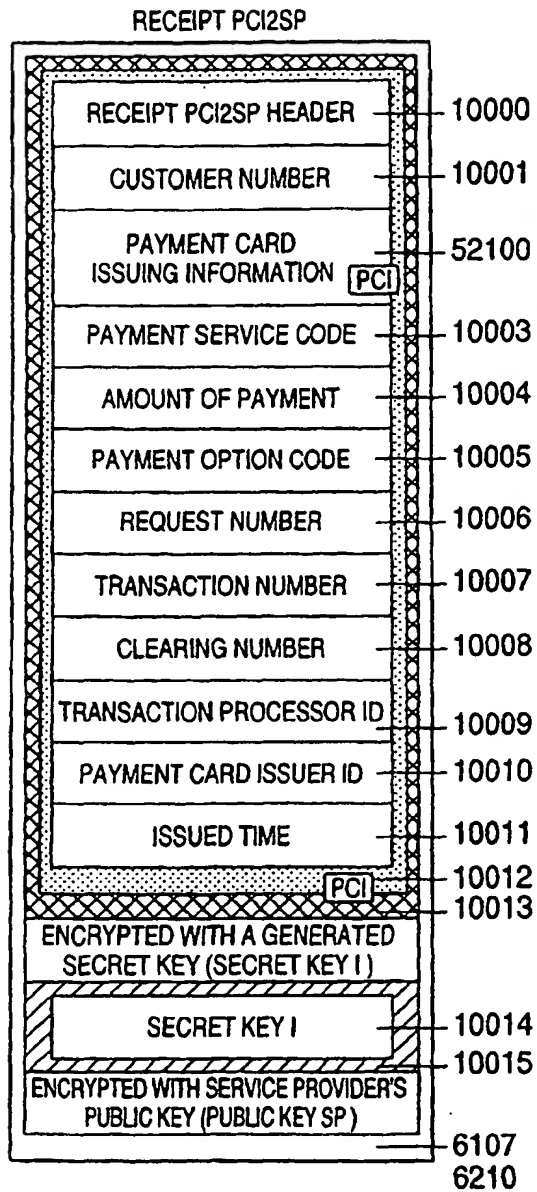 RECEIPT PCI2SP
RECEIPT PCI2SP HEADER
10000
CUSTOMER NUMBER
10001
PAYMENT CARD
ISSUING INFORMATION
PCI
52100
PAYMENT SERVICE CODE
10003
AMOUNT OF PAYMENT
10004
PAYMENT OPTION CODE
10005
REQUEST NUMBER
10006
TRANSACTION NUMBER
10007
CLEARING NUMBER
10008
TRANSACTION PROCESSOR ID
10009
PAYMENT CARD ISSUER ID
10010
ISSUED TIME
10011
10012
PCI
10013
ENCRYPTED WITH A GENERATED
SECRET KEY (SECRET KEY I)
SECRET KEY I
10014
10015
ENCRYPTED WITH SERVICE PROVIDER'S
PUBLIC KEY (PUBLIC KEY SP)
6107
6210